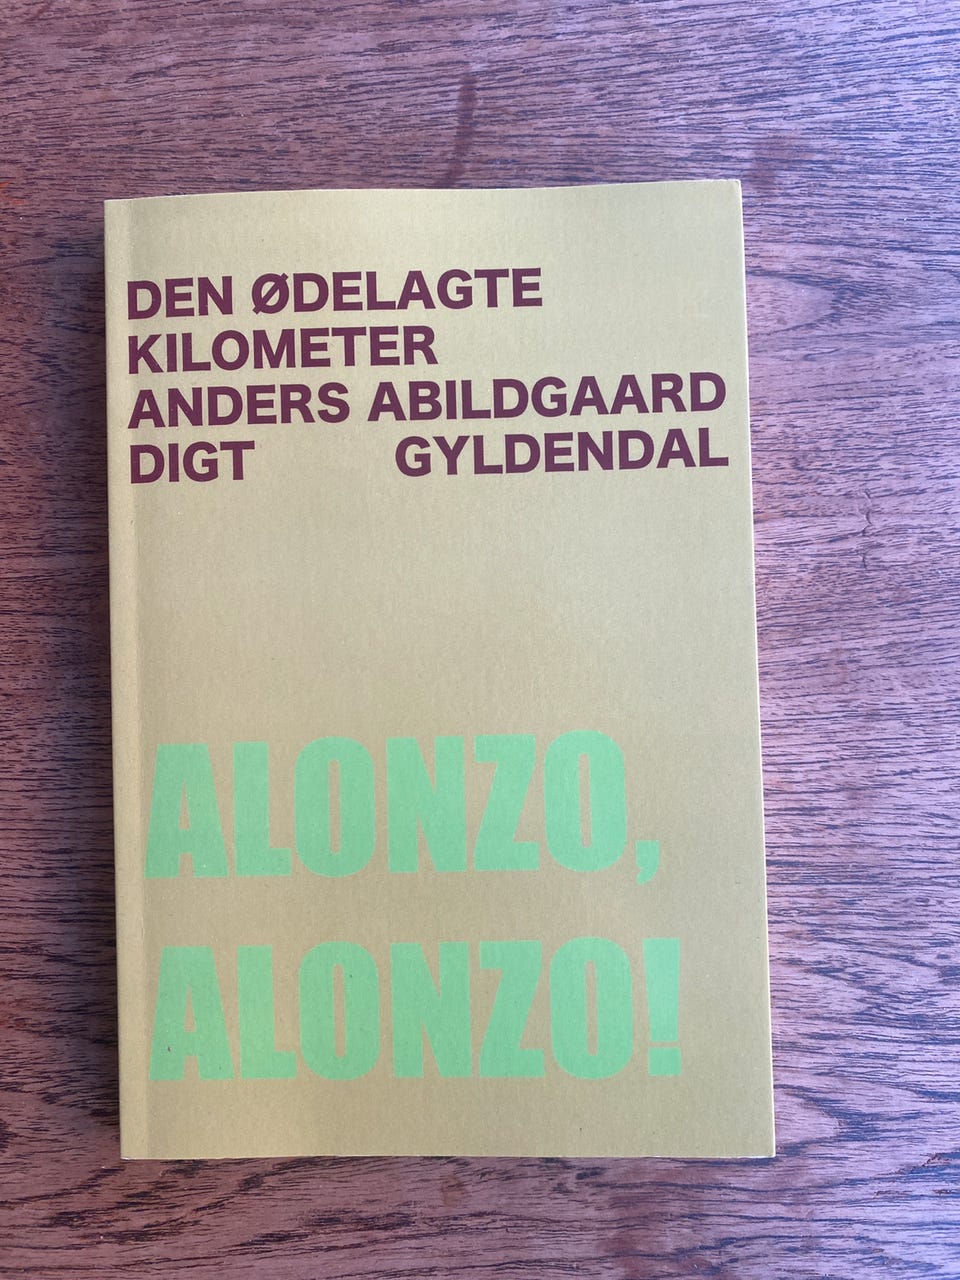 DEN ØDELAGTE
KILOMETER
ANDERS ABILDGAARD
DIGT GYLDENDAL
ALONZO,
ALONZO!